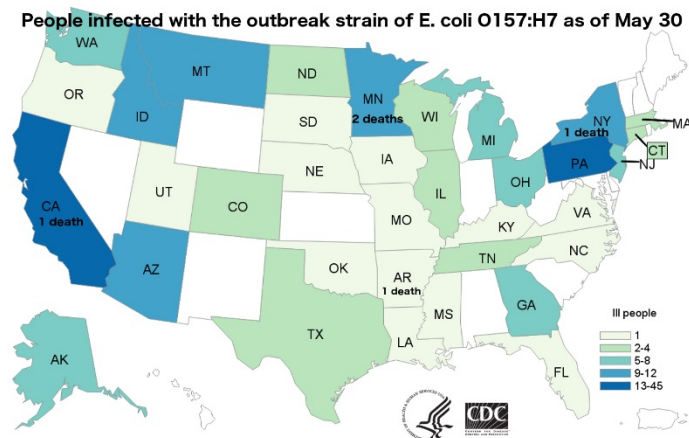 People infected with the outbreak strain of E. coli O157:H7 as of May 30
WA
MT
ND
MN
2 deaths
OR
ID
SD
WI
MI
NY
1 death
MA
CT
NJ
PA
IA
NE
OH
IL
CA
1 death
UT
CO
MO
KY
VA
NC
TN
AZ
OK
AR
1 death
MS
GA
TX
LA
FL
AK
Ill people
1
2-4
5-8
9-12
13-45
CDC